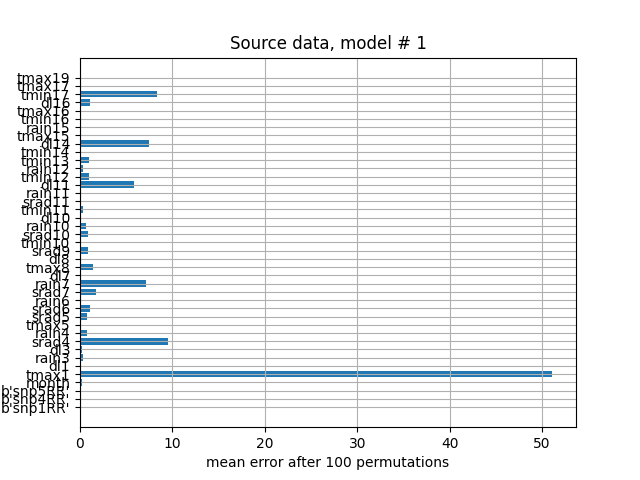 Source data, model # 1
tmax19
tmax17
tmin17
dl16
tmax16
tmin16
rain15
tmax15
dl14
tmin14
tmin13
rain12
tmin12
dl11
rain11
srad11
tmin11
dl10
rain10
srad10
tmin10
srad9
dl8
tmax8
dl7
rain7
srad7
rain6
srad6
srad5
tmax5
rain4
srad4
dl3
rain3
dl1
tmax1
month
b'snp5RR'
b'snp4RR'
b'snp1RR'
0 10 20 30 40 50
mean error after 100 permutations